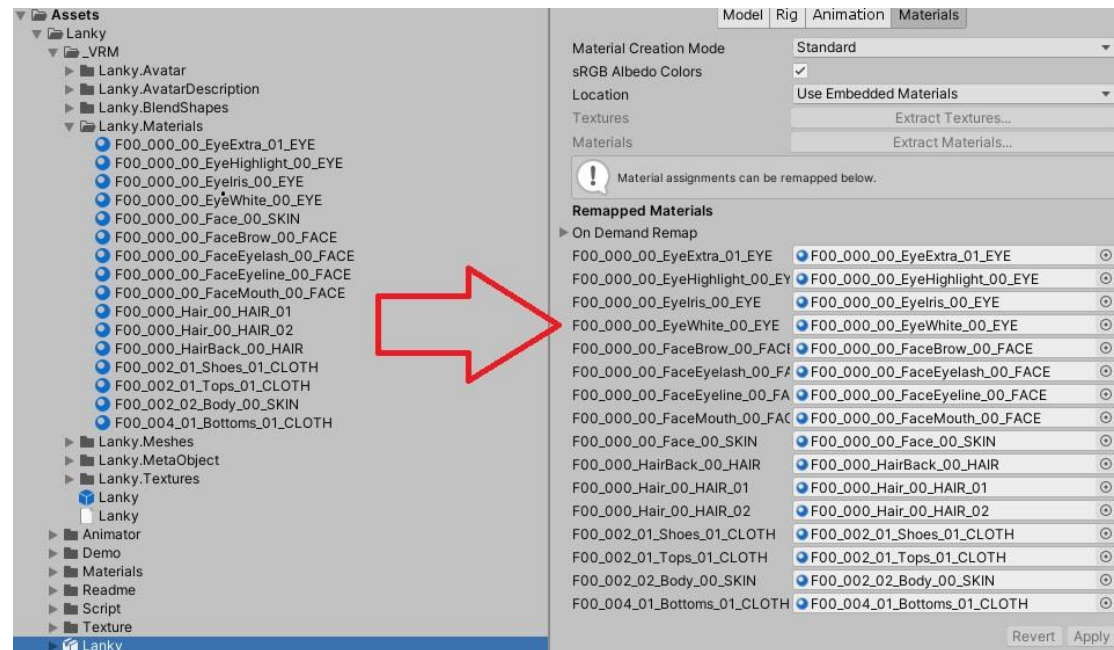 Assets
Lanky
_VRM
Lanky.Avatar
Lanky.AvatarDescription
Lanky.BlendShapes
Lanky.Materials
F00_000_00_EyeExtra_01_EYE
F00_000_00_EyeHighlight_00_EYE
F00_000_00_EyeIris_00_EYE
F00_000_00_EyeWhite_00_EYE
F00_000_00_Face_00_SKIN
F00_000_00_FaceBrow_00_FACE
F00_000_00_FaceEyelash_00_FACE
F00_000_00_FaceEyeline_00_FACE
F00_000_00_FaceMouth_00_FACE
F00_000_Hair_00_HAIR_01
F00_000_Hair_00_HAIR_02
F00_000_HairBack_00_HAIR
F00_002_01_Shoes_01_CLOTH
F00_002_01_Tops_01_CLOTH
F00_002_02_Body_00_SKIN
F00_004_01_Bottoms_01_CLOTH
Lanky.Meshes
Lanky.MetaObject
Lanky.Textures
Lanky
Lanky
Animator
Demo
Materials
Readme
Script
Texture
Lanky
Model Rig Animation Materials
Material Creation Mode Standard
sRGB Albedo Colors
Location Use Embedded Materials
Textures Extract Textures...
Materials Extract Materials...
Material assignments can be remapped below.
Remapped Materials
On Demand Remap
F00_000_00_EyeExtra_01_EYE F00_000_00_EyeExtra_01_EYE
F00_000_00_EyeHighlight_00_EY F00_000_00_EyeHighlight_00_EYE
F00_000_00_EyeIris_00_EYE F00_000_00_EyeIris_00_EYE
F00_000_00_EyeWhite_00_EYE F00_000_00_EyeWhite_00_EYE
F00_000_00_FaceBrow_00_FACE F00_000_00_FaceBrow_00_FACE
F00_000_00_FaceEyelash_00_FA F00_000_00_FaceEyelash_00_FACE
F00_000_00_FaceEyeline_00_FA F00_000_00_FaceEyeline_00_FACE
F00_000_00_FaceMouth_00_FAC F00_000_00_FaceMouth_00_FACE
F00_000_00_Face_00_SKIN F00_000_00_Face_00_SKIN
F00_000_HairBack_00_HAIR F00_000_HairBack_00_HAIR
F00_000_Hair_00_HAIR_01 F00_000_Hair_00_HAIR_01
F00_000_Hair_00_HAIR_02 F00_000_Hair_00_HAIR_02
F00_002_01_Shoes_01_CLOTH F00_002_01_Shoes_01_CLOTH
F00_002_01_Tops_01_CLOTH F00_002_01_Tops_01_CLOTH
F00_002_02_Body_00_SKIN F00_002_02_Body_00_SKIN
F00_004_01_Bottoms_01_CLOTH F00_004_01_Bottoms_01_CLOTH
Revert Apply